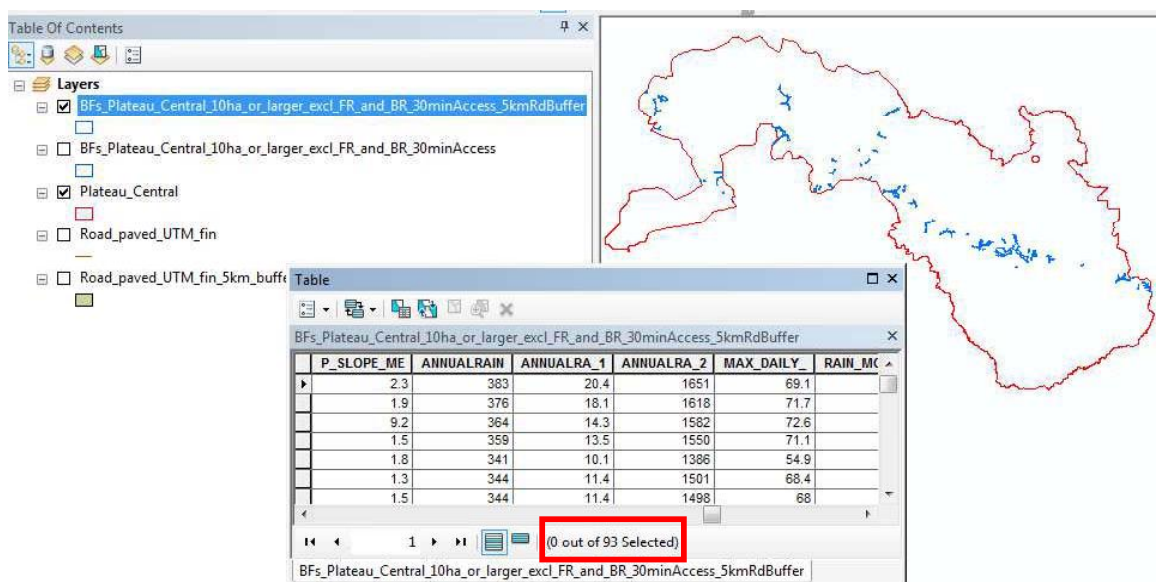 Table Of Contents
Layers
BFs_Plateau_Central_10ha_or_larger_excl_FR_and_BR_30minAccess_5kmRdBuffer
BFs_Plateau_Central_10ha_or_larger_excl_FR_and_BR_30minAccess
Plateau_Central
Road_paved_UTM_fin
Road_paved_UTM_fin_5km_buffe
Table
BFs_Plateau_Central_10ha_or_larger_excl_FR_and_BR_30minAccess_5kmRdBuffer
P_SLOPE_ME ANNUALRAIN ANNUALRA_1 ANNUALRA_2 MAX_DAILY_ RAIN_MO
2.3 383 20.4 1651 69.1
1.9 376 18.1 1618 71.7
9.2 364 14.3 1582 72.6
1.5 359 13.5 1550 71.1
1.8 341 10.1 1386 54.9
1.3 344 11.4 1501 68.4
1.5 344 11.4 1498 68
1 (0 out of 93 Selected)
BFs_Plateau_Central_10ha_or_larger_excl_FR_and_BR_30minAccess_5kmRdBuffer